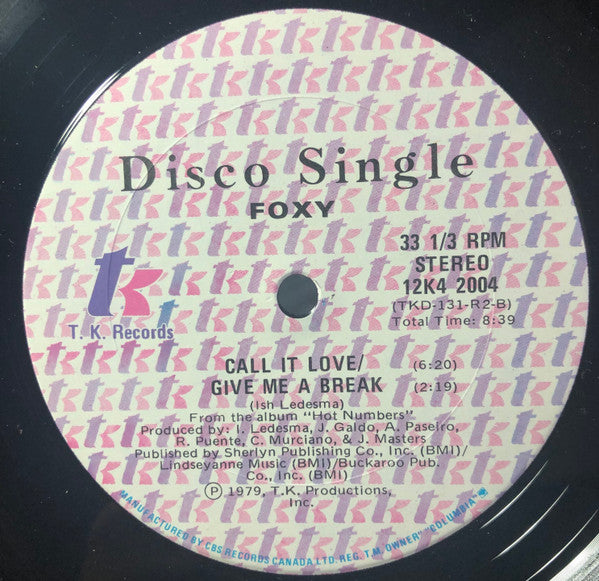 Disco Single
FOXY
33 1/3 RPM
STEREO
12K4 2004
(TKD-131-R2-B)
Total Time: 8:39
tk
T. K. Records
CALL IT LOVE/ (6:20)
GIVE ME A BREAK (2:19)
(Ish Ledesma)
From the album "Hot Numbers"
Produced by: I. Ledesma, J. Galdo, A. Paseiro,
R. Puente, C. Murciano, & J. Masters
Published by Sherlyn Publishing Co., Inc. (BMI)/
Lindseyanne Music (BMI)/Buckaroo Pub.
Co., Inc. (BMI)
Ⓟ 1979, T.K. Productions,
Inc.
MANUFACTURED BY CBS RECORDS CANADA LTD. REG. T.M. OWNER "COLUMBIA"